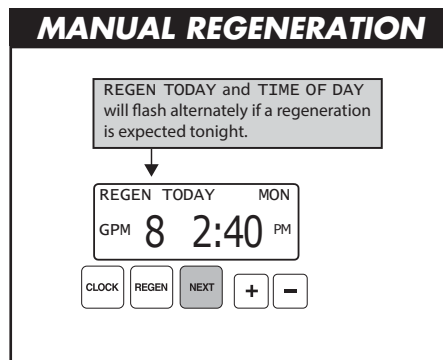 MANUAL REGENERATION
REGEN TODAY and TIME OF DAY
will flash alternately if a regeneration
is expected tonight.
REGEN TODAY MON
GPM 8 2:40 PM
CLOCK REGEN NEXT + –